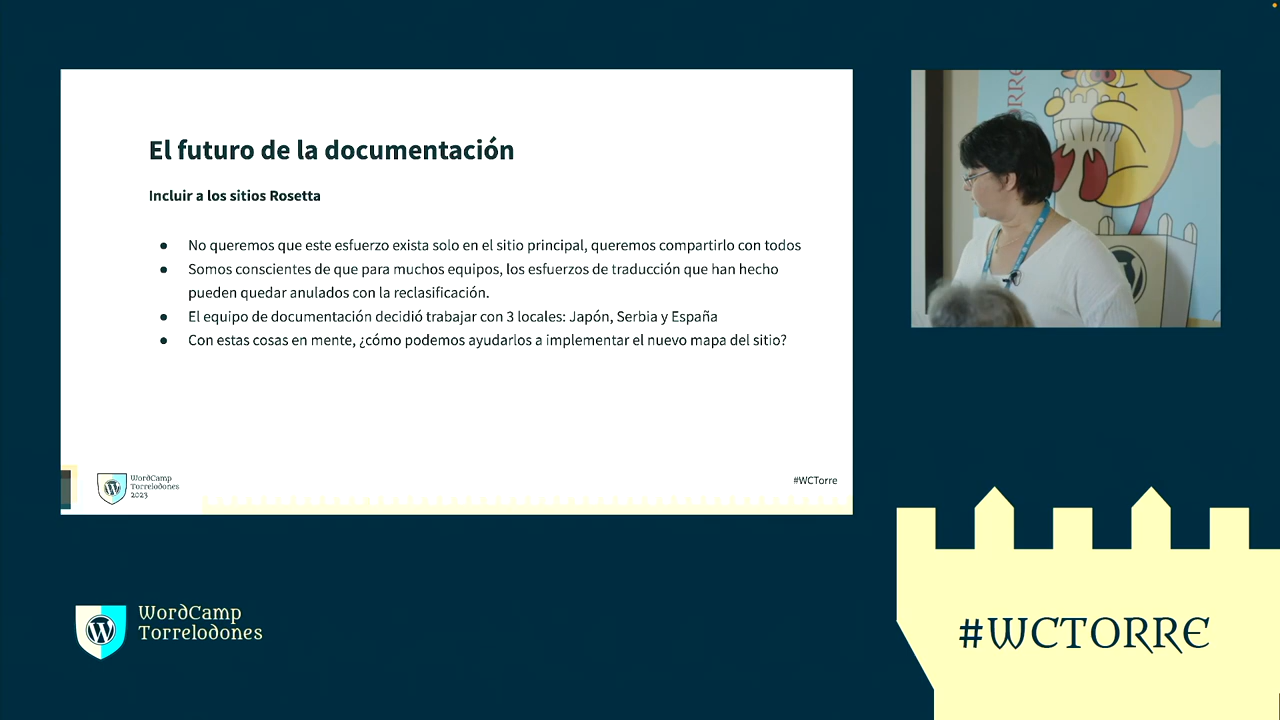 El futuro de la documentación
Incluir a los sitios Rosetta
● No queremos que este esfuerzo exista solo en el sitio principal, queremos compartirlo con todos
● Somos conscientes de que para muchos equipos, los esfuerzos de traducción que han hecho
pueden quedar anulados con la reclasificación.
● El equipo de documentación decidió trabajar con 3 locales: Japón, Serbia y España
● Con estas cosas en mente, ¿cómo podemos ayudarlos a implementar el nuevo mapa del sitio?
WordCamp
Torrelodones
2023
#WCTorre
WordCamp
Torrelodones
#WCTORRE